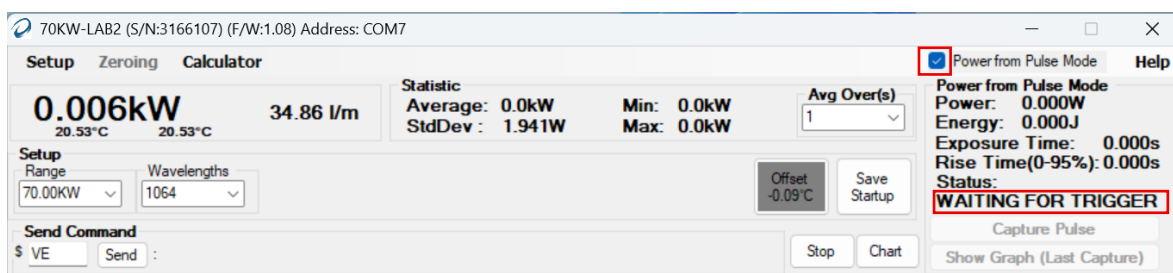 70KW-LAB2 (S/N:3166107) (F/W:1.08) Address: COM7
Setup Zeroing Calculator Power from Pulse Mode Help
0.006kW 34.86 l/m
20.53°C 20.53°C
Statistic
Average: 0.0kW Min: 0.0kW
StdDev : 1.941W Max: 0.0kW
Avg Over(s)
1
Power from Pulse Mode
Power: 0.000W
Energy: 0.000J
Exposure Time: 0.000s
Rise Time(0-95%): 0.000s
Status:
WAITING FOR TRIGGER
Setup
Range Wavelengths
70.00KW 1064
Offset
-0.09°C
Save
Startup
Send Command
$ VE Send :
Stop Chart
Capture Pulse
Show Graph (Last Capture)